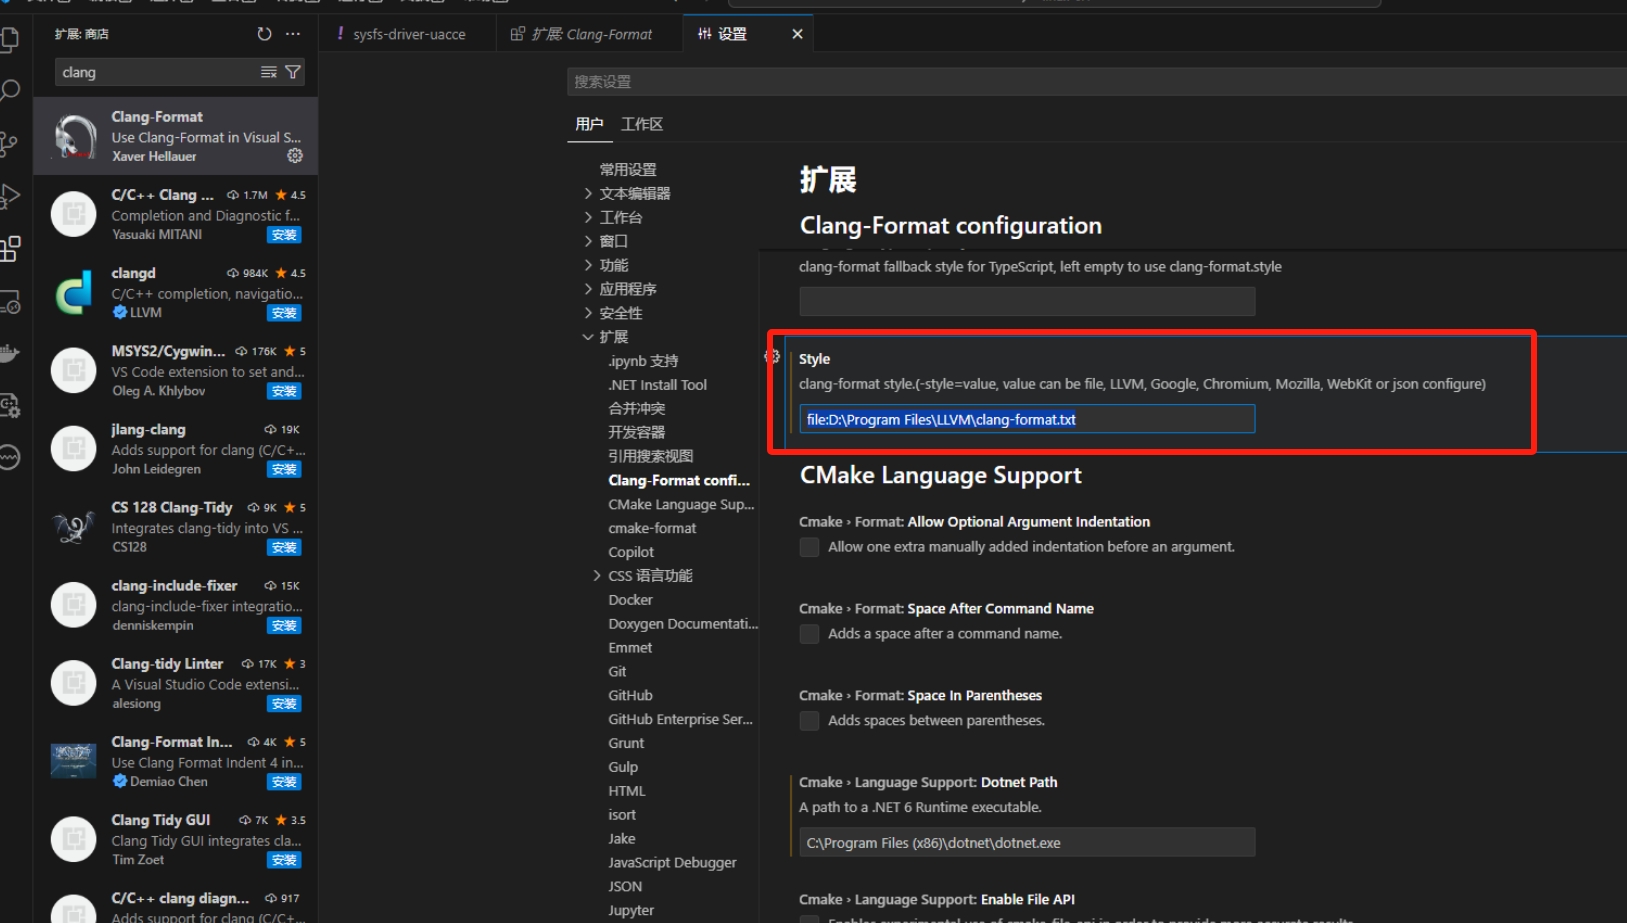 扩展: 商店
clang
Clang-Format
Use Clang-Format in Visual S...
Xaver Hellauer
C/C++ Clang ... 1.7M 4.5
Completion and Diagnostic f...
Yasuaki MITANI 安装
clangd 984K 4.5
C/C++ completion, navigatio...
LLVM 安装
MSYS2/Cygwin... 176K 5
VS Code extension to set and...
Oleg A. Khlybov 安装
jlang-clang 19K
Adds support for clang (C/C+...
John Leidegren 安装
CS 128 Clang-Tidy 9K 5
Integrates clang-tidy into VS ...
CS128 安装
clang-include-fixer 15K
clang-include-fixer integratio...
denniskempin 安装
Clang-tidy Linter 17K 3
A Visual Studio Code extensi...
alesiong 安装
Clang-Format In... 4K 5
Use Clang Format Indent 4 in...
Demiao Chen 安装
Clang Tidy GUI 7K 3.5
Clang Tidy GUI integrates cla...
Tim Zoet 安装
C/C++ clang diagn... 917
Adds support for clang (C/C+...
! sysfs-driver-uacce
扩展: Clang-Format
设置
搜索设置
用户 工作区
常用设置
文本编辑器
工作台
窗口
功能
应用程序
安全性
扩展
.ipynb 支持
.NET Install Tool
合并冲突
开发容器
引用搜索视图
Clang-Format confi...
CMake Language Sup...
cmake-format
Copilot
CSS 语言功能
Docker
Doxygen Documentati...
Emmet
Git
GitHub
GitHub Enterprise Ser...
Grunt
Gulp
HTML
isort
Jake
JavaScript Debugger
JSON
Jupyter
扩展
Clang-Format configuration
clang-format fallback style for TypeScript, left empty to use clang-format.style
Style
clang-format style.(-style=value, value can be file, LLVM, Google, Chromium, Mozilla, WebKit or json configure)
file:D:\Program Files\LLVM\clang-format.txt
CMake Language Support
Cmake › Format: Allow Optional Argument Indentation
Allow one extra manually added indentation before an argument.
Cmake › Format: Space After Command Name
Adds a space after a command name.
Cmake › Format: Space In Parentheses
Adds spaces between parentheses.
Cmake › Language Support: Dotnet Path
A path to a .NET 6 Runtime executable.
C:\Program Files (x86)\dotnet\dotnet.exe
Cmake › Language Support: Enable File API